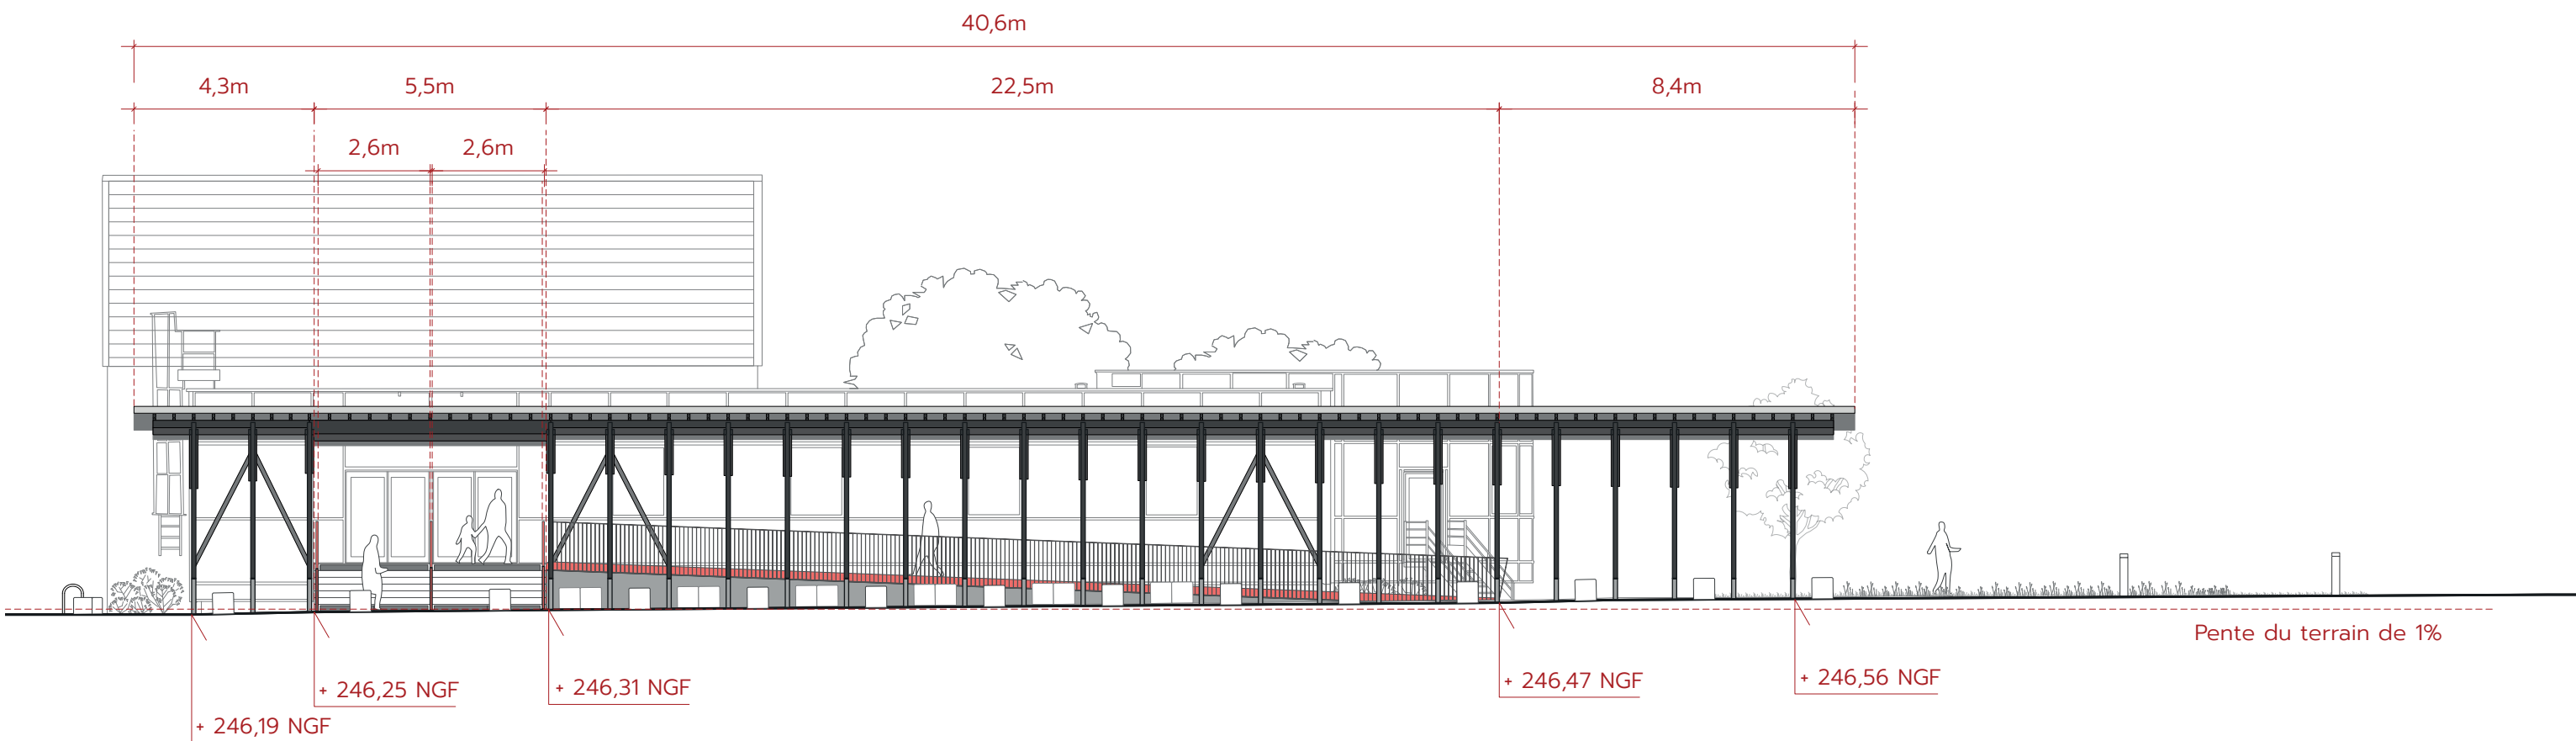 40,6m
4,3m
5,5m
22,5m
8,4m
2,6m
2,6m
Pente du terrain de 1%
+ 246,25 NGF
+ 246,31 NGF
+ 246,47 NGF
+ 246,56 NGF
+ 246,19 NGF